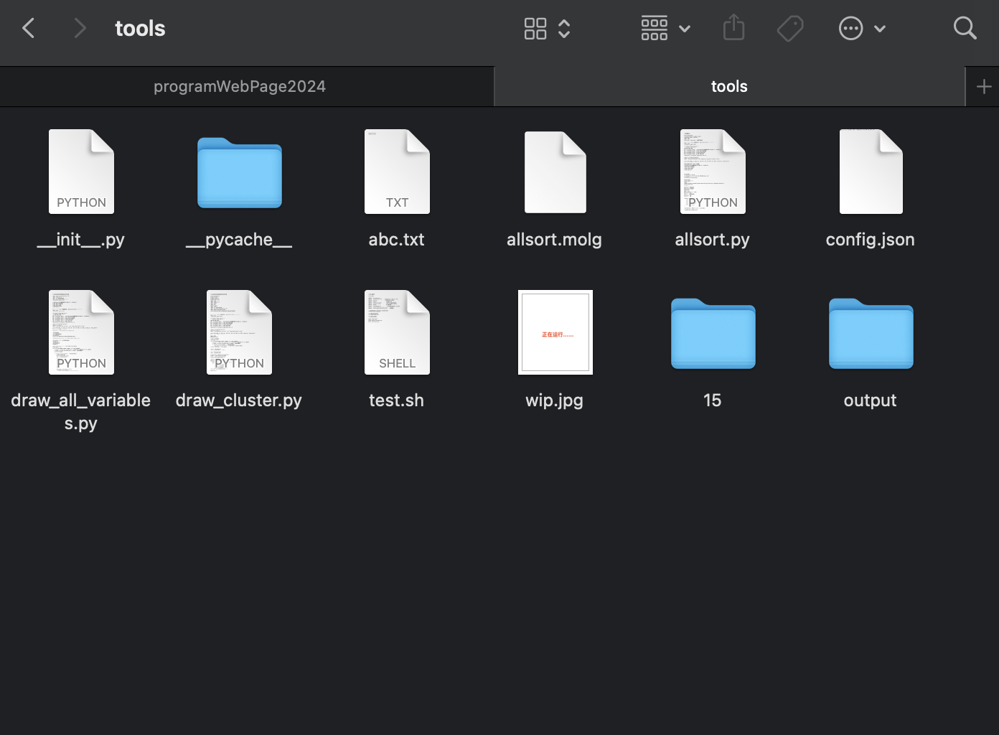 tools
programWebPage2024
tools
PYTHON
__init__.py
__pycache__
TXT
abc.txt
allsort.molg
PYTHON
allsort.py
config.json
PYTHON
draw_all_variable
s.py
PYTHON
draw_cluster.py
SHELL
test.sh
正在运行......
wip.jpg
15
output